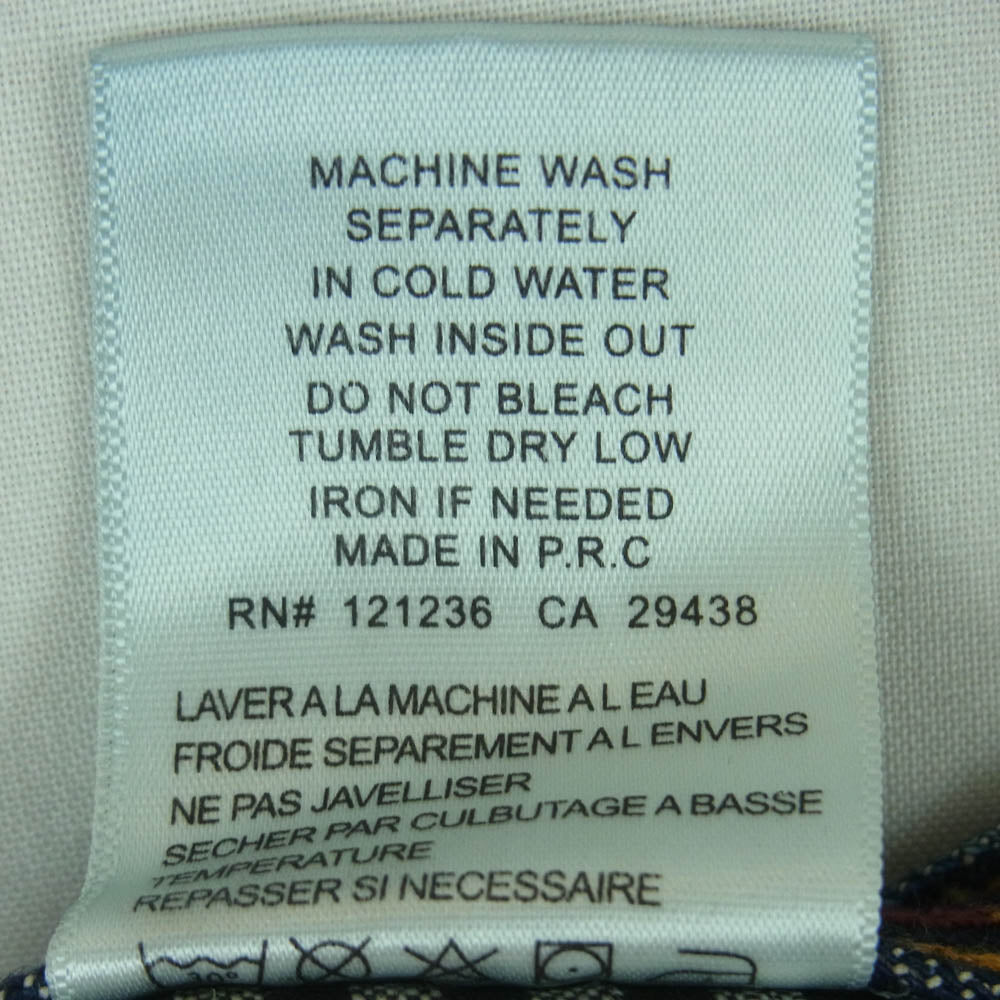 MACHINE WASH
SEPARATELY
IN COLD WATER
WASH INSIDE OUT
DO NOT BLEACH
TUMBLE DRY LOW
IRON IF NEEDED
MADE IN P.R.C
RN# 121236 CA 29438
LAVER A LA MACHINE A L EAU
FROIDE SEPAREMENT A L ENVERS
NE PAS JAVELLISER
SECHER PAR CULBUTAGE A BASSE
TEMPERATURE
REPASSER SI NECESSAIRE
30°